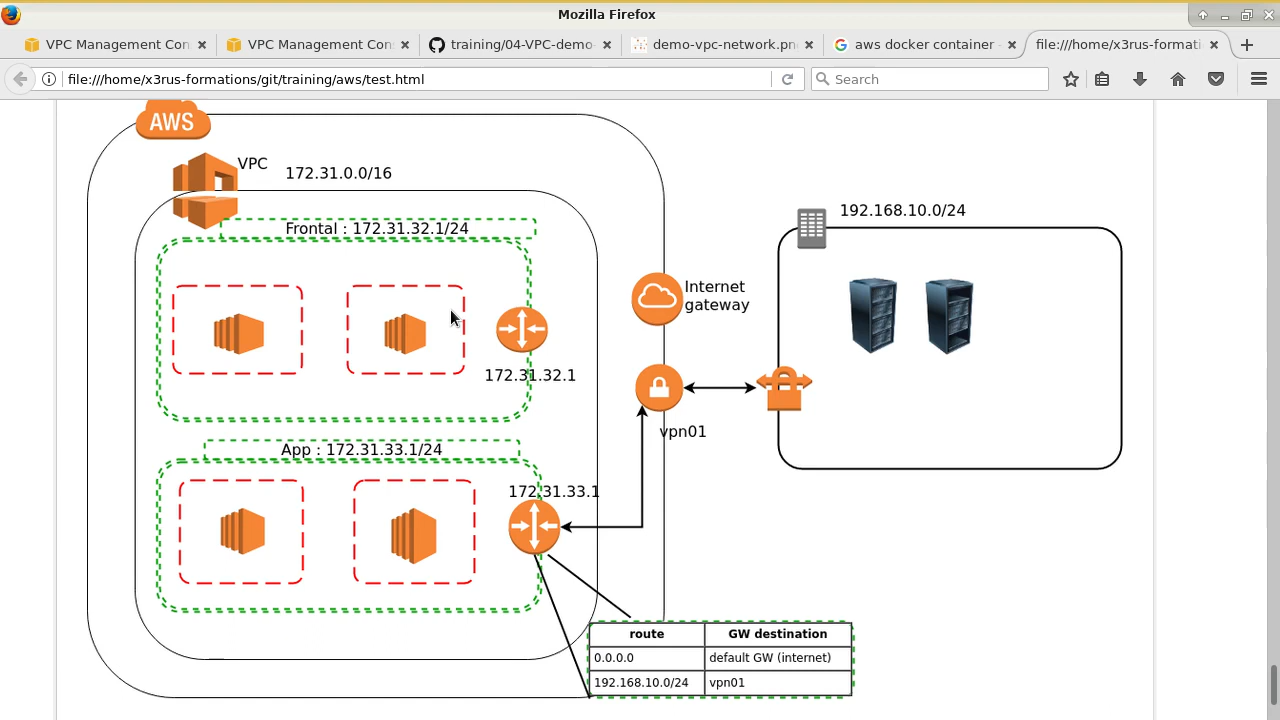 Mozilla Firefox
VPC Management Con
VPC Management Con
training/04-VPC-demo-
demo-vpc-network.pn
aws docker container -
file:///home/x3rus-formati
file:///home/x3rus-formations/git/training/aws/test.html
Search
AWS
VPC
172.31.0.0/16
Frontal : 172.31.32.1/24
172.31.32.1
App : 172.31.33.1/24
172.31.33.1
Internet
gateway
vpn01
192.168.10.0/24
route GW destination
0.0.0.0 default GW (internet)
192.168.10.0/24 vpn01